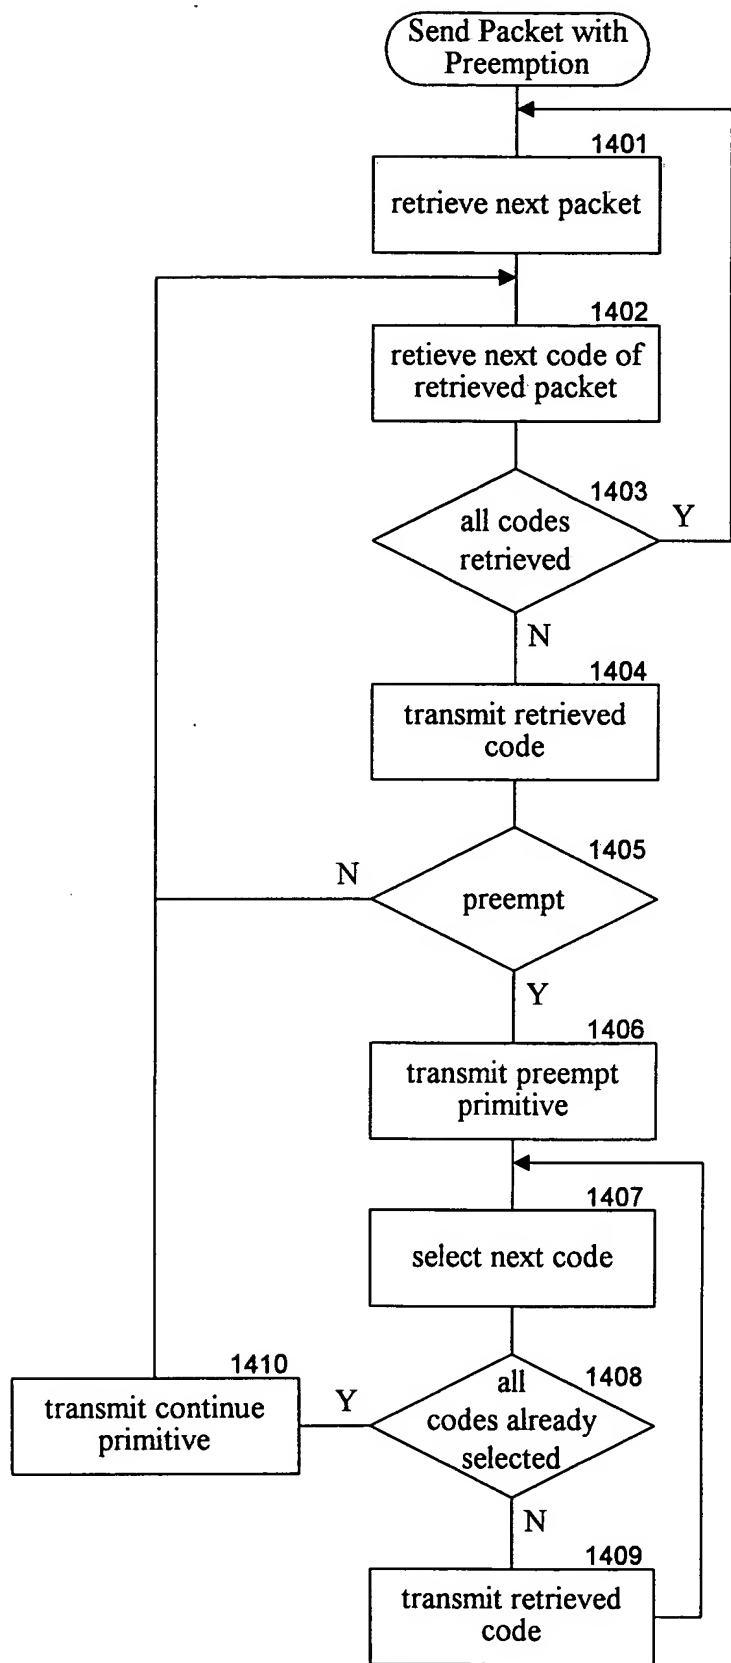 Send Packet with
Preemption
1401
retrieve next packet
1402
retieve next code of
retrieved packet
1403
all codes
retrieved
Y
N
1404
transmit retrieved
code
1405
preempt
N
Y
1406
transmit preempt
primitive
1407
select next code
1408
all
codes already
selected
Y
1410
transmit continue
primitive
N
1409
transmit retrieved
code